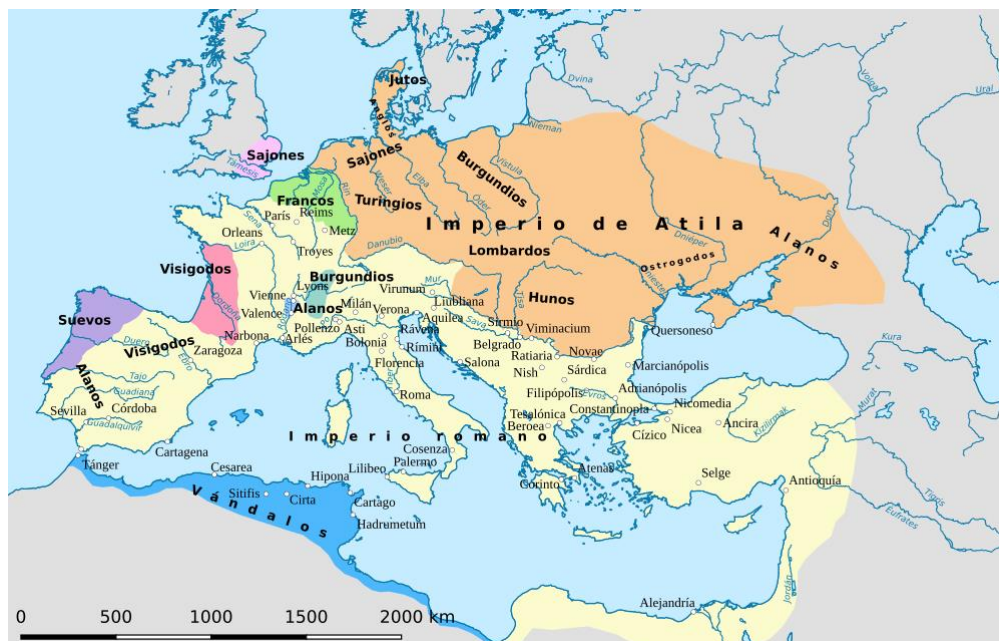 Jutos
Dvina
Volga
Ural
Anglos
Nieman
Sajones
Támesis
Sajones
Weser
Elba
Burgundios
Vístula
Oder
Francos
Mosa
Rin
Turingios
Imperio de Atila
Don
Alanos
París
Reims
Sena
Metz
Orleans
Loira
Troyes
Danubio
Lombardos
Dniéper
Ostrogodos
Dniester
Visigodos
Burgundios
Lyons
Mur
Virunum
Hunos
Tisa
Vienne
Alanos
Milán
Liubliana
Dordoña
Valence
Verona
Aquilea
Sava
Sirmio
Viminacium
Quersoneso
Suevos
Pollenzo
Asti
Rávena
Belgrado
Duero
Visigodos
Narbona
Arlés
Bolonia
Rímini
Salona
Ratiaria
Novae
Kura
Zaragoza
Ebro
Florencia
Nish
Sárdica
Marcianópolis
Tajo
Alanos
Guadiana
Roma
Filipópolis
Evros
Adrianópolis
Murat
Sevilla
Córdoba
Guadalquivir
Tesalónica
Constantinopla
Nicomedia
Beroea
Nicea
Ancira
Kizilirmak
Cízico
Imperio romano
Cartagena
Cosenza
Tánger
Cesarea
Hipona
Lilibeo
Palermo
Atenas
Selge
Antioquía
Sitifis
Cirta
Cartago
Corinto
Tigris
Vándalos
Hadrumetum
Eufrates
Jordán
Alejandría
0 500 1000 1500 2000 km